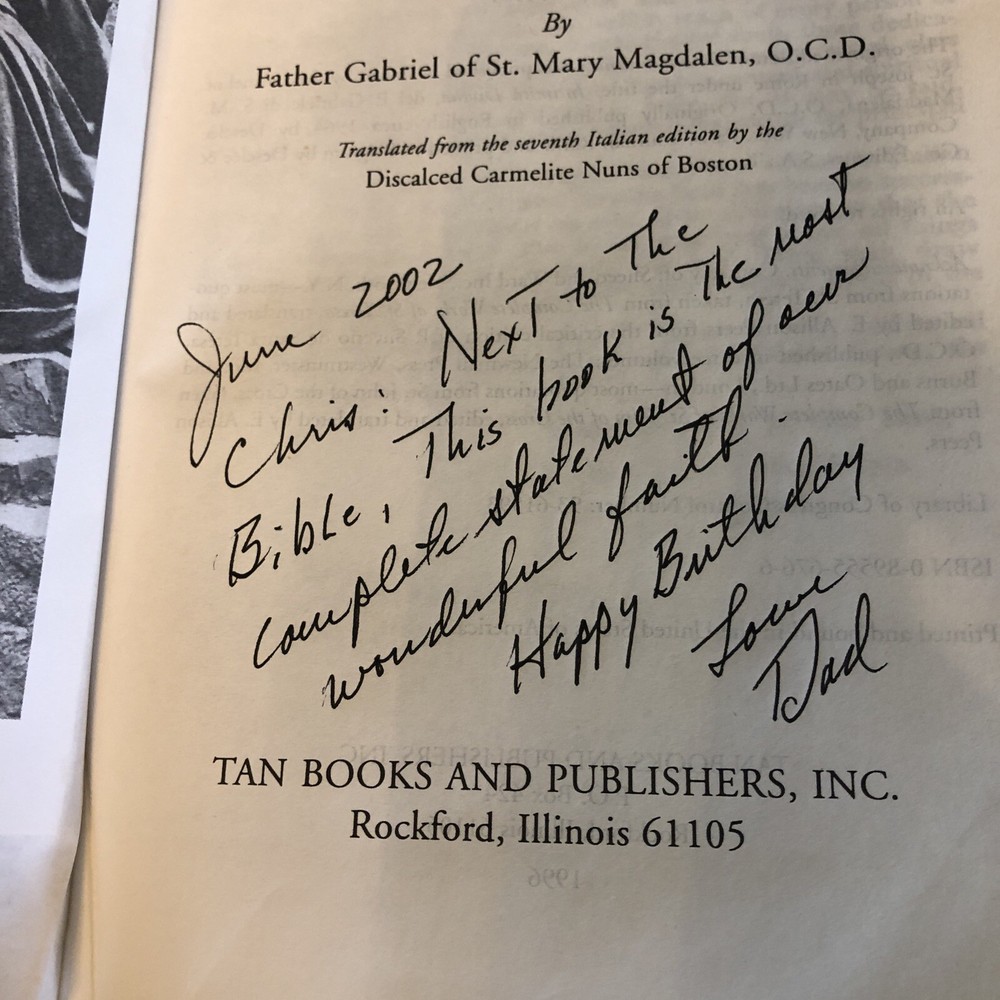 By
Father Gabriel of St. Mary Magdalen, O.C.D.
Translated from the seventh Italian edition by the
Discalced Carmelite Nuns of Boston
June 2002
Chris: Next to The
Bible, This book is The most
complete statement of our
wonderful faith.
Happy Birthday
Love
Dad
TAN BOOKS AND PUBLISHERS, INC.
Rockford, Illinois 61105
1996